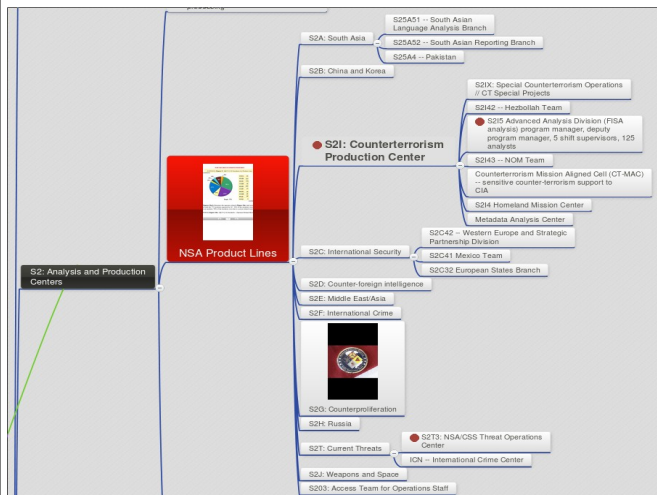 S2A: South Asia
S25A51 -- South Asian
Language Analysis Branch
S25A52 -- South Asian Reporting Branch
S25A4 -- Pakistan
S2B: China and Korea
S2I: Counterterrorism
Production Center
S2IX: Special Counterterrorism Operations
// CT Special Projects
S2I42 -- Hezbollah Team
S2I5 Advanced Analysis Division (FISA
analysis) program manager, deputy
program manager, 5 shift supervisors, 125
analysts
S2I43 -- NOM Team
Counterterrorism Mission Aligned Cell (CT-MAC)
-- sensitive counter-terrorism support to
CIA
S2I4 Homeland Mission Center
Metadata Analysis Center
NSA Product Lines
S2: Analysis and Production
Centers
S2C: International Security
S2C42 -- Western Europe and Strategic
Partnership Division
S2C41 Mexico Team
S2C32 European States Branch
S2D: Counter-foreign intelligence
S2E: Middle East/Asia
S2F: International Crime
S2G: Counterproliferation
S2H: Russia
S2T: Current Threats
S2T3: NSA/CSS Threat Operations
Center
ICN -- International Crime Center
S2J: Weapons and Space
S203: Access Team for Operations Staff